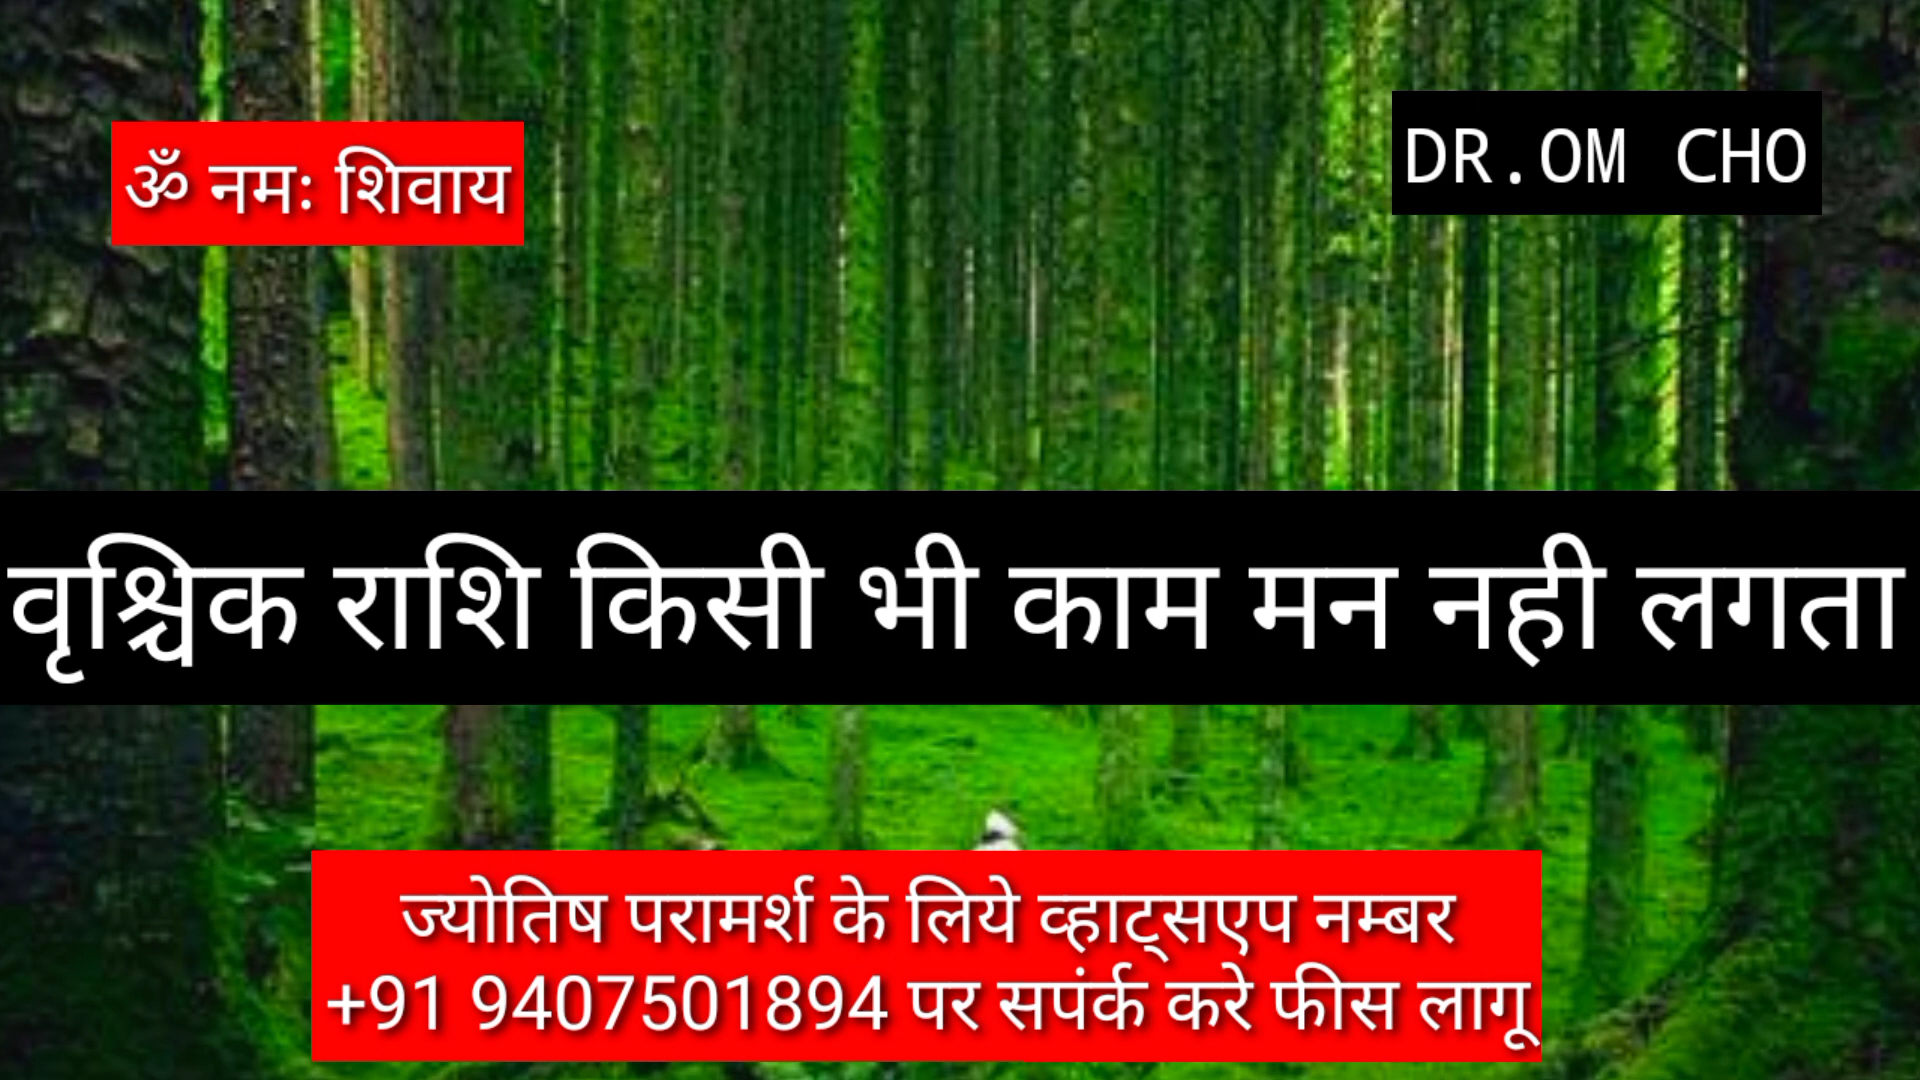 ॐ नमः शिवाय
DR.OM CHO
वृश्चिक राशि किसी भी काम मन नही लगता
ज्योतिष परामर्श के लिये व्हाट्सएप नम्बर
+91 9407501894 पर सपंर्क करे फीस लागू